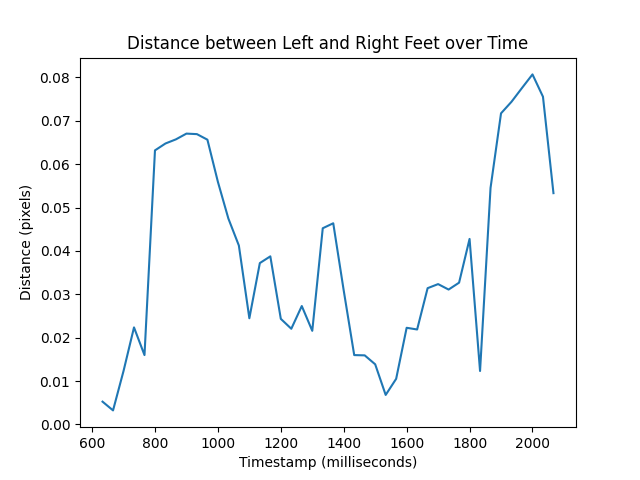 Distance between Left and Right Feet over Time
0.08
0.07
0.06
0.05
0.04
0.03
0.02
0.01
0.00
Distance (pixels)
600 800 1000 1200 1400 1600 1800 2000
Timestamp (milliseconds)